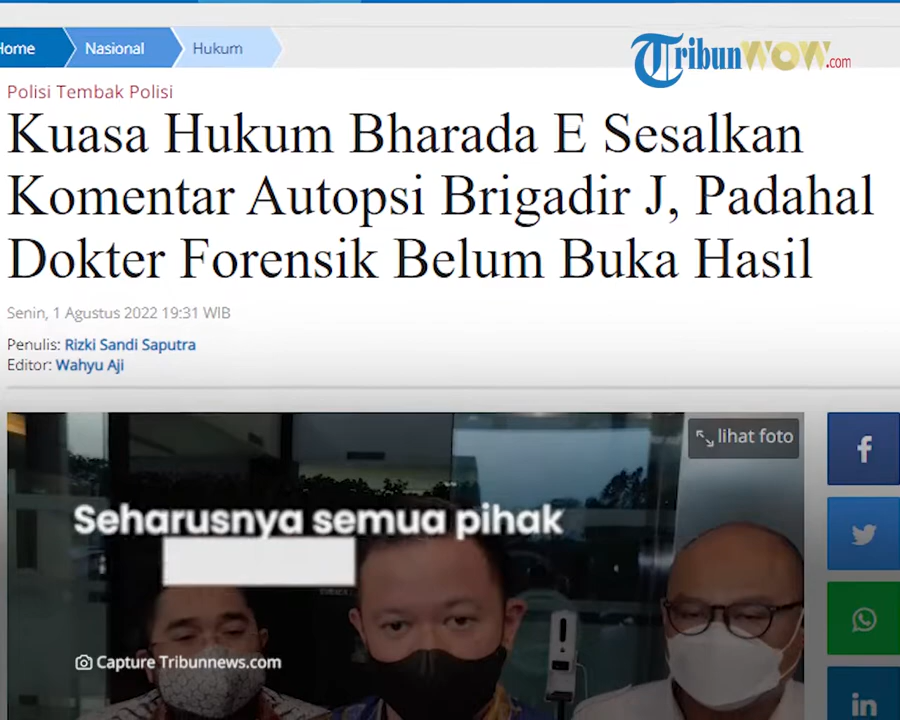 Home
Nasional
Hukum
TribunWOW.com
Polisi Tembak Polisi
Kuasa Hukum Bharada E Sesalkan
Komentar Autopsi Brigadir J, Padahal
Dokter Forensik Belum Buka Hasil
Senin, 1 Agustus 2022 19:31 WIB
Penulis: Rizki Sandi Saputra
Editor: Wahyu Aji
lihat foto
Seharusnya semua pihak
Capture Tribunnews.com